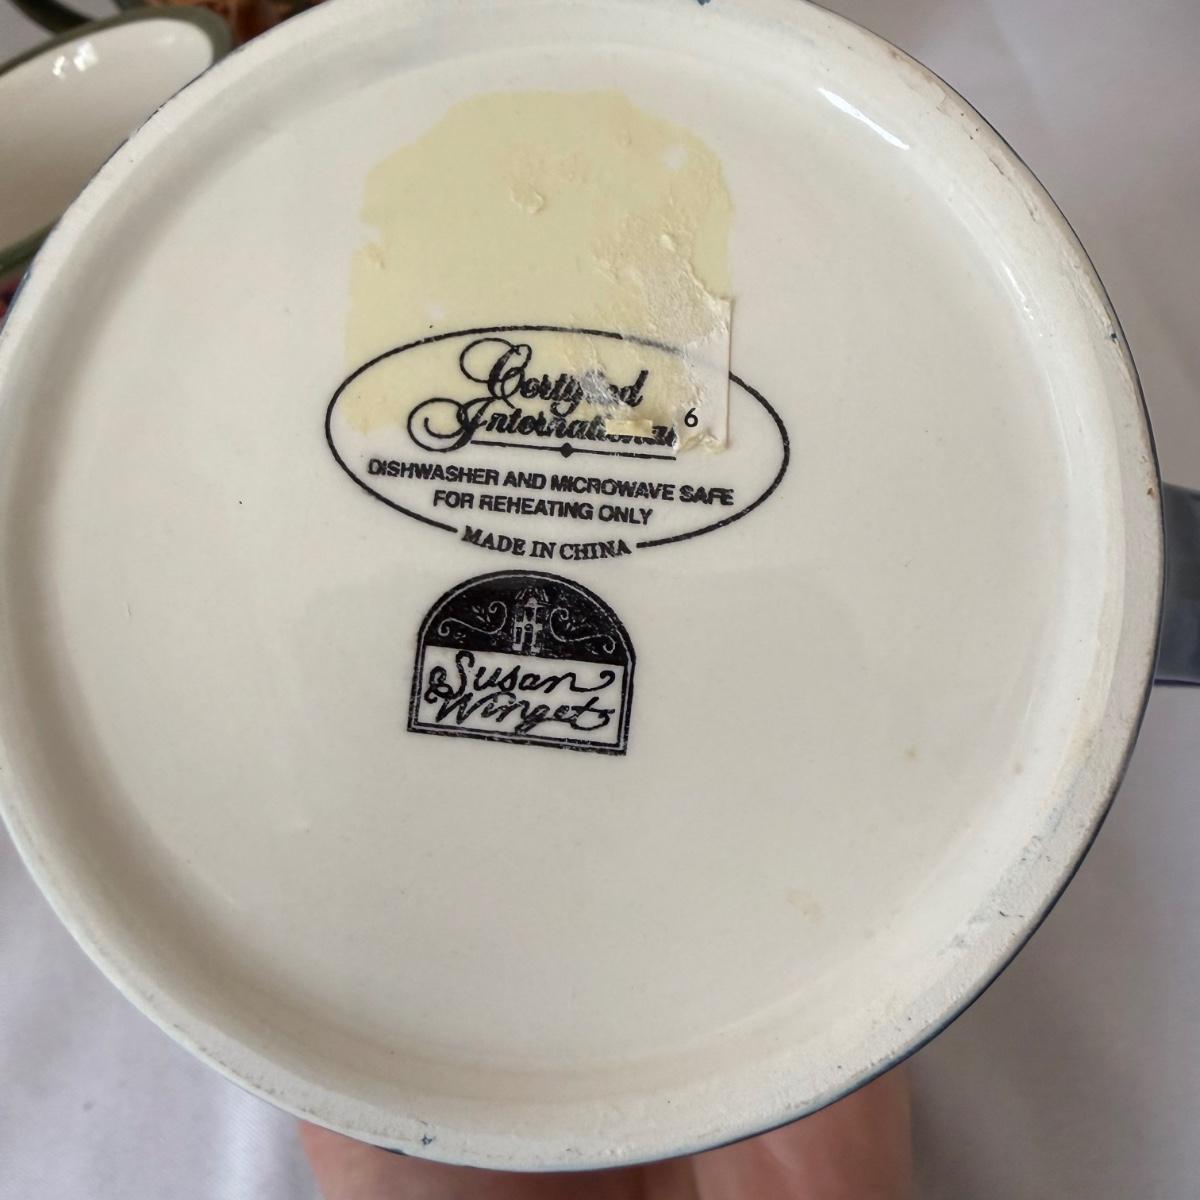 Certified
International
6
DISHWASHER AND MICROWAVE SAFE
FOR REHEATING ONLY
MADE IN CHINA
Susan
Winget